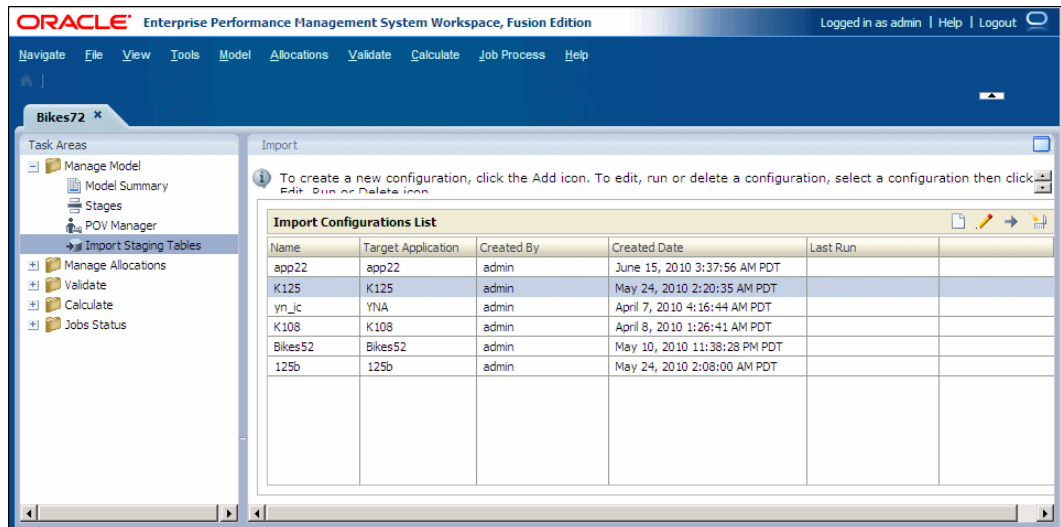 ORACLE® Enterprise Performance Management System Workspace, Fusion Edition Logged in as admin | Help | Logout
Navigate File View Tools Model Allocations Validate Calculate Job Process Help
Bikes72 ×
Task Areas
Manage Model
Model Summary
Stages
POV Manager
Import Staging Tables
Manage Allocations
Validate
Calculate
Jobs Status
Import
To create a new configuration, click the Add icon. To edit, run or delete a configuration, select a configuration then click
Edit, Run or Delete icon
Import Configurations List
Name Target Application Created By Created Date Last Run
app22 app22 admin June 15, 2010 3:37:56 AM PDT
K125 K125 admin May 24, 2010 2:20:35 AM PDT
yn_ic YNA admin April 7, 2010 4:16:44 AM PDT
K108 K108 admin April 8, 2010 1:26:41 AM PDT
Bikes52 Bikes52 admin May 10, 2010 11:38:28 PM PDT
125b 125b admin May 24, 2010 2:08:00 AM PDT